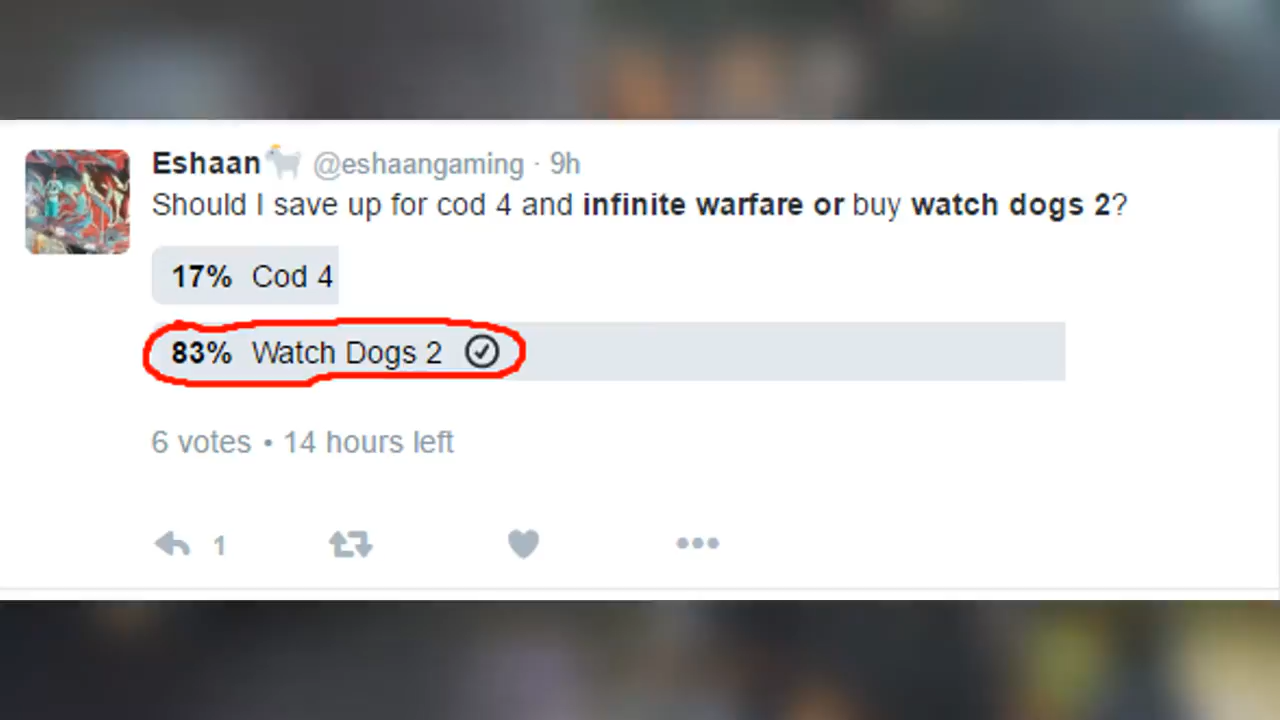 Eshaan🐐 @eshaangaming · 9h
Should I save up for cod 4 and infinite warfare or buy watch dogs 2?
17% Cod 4
83% Watch Dogs 2
6 votes • 14 hours left
1